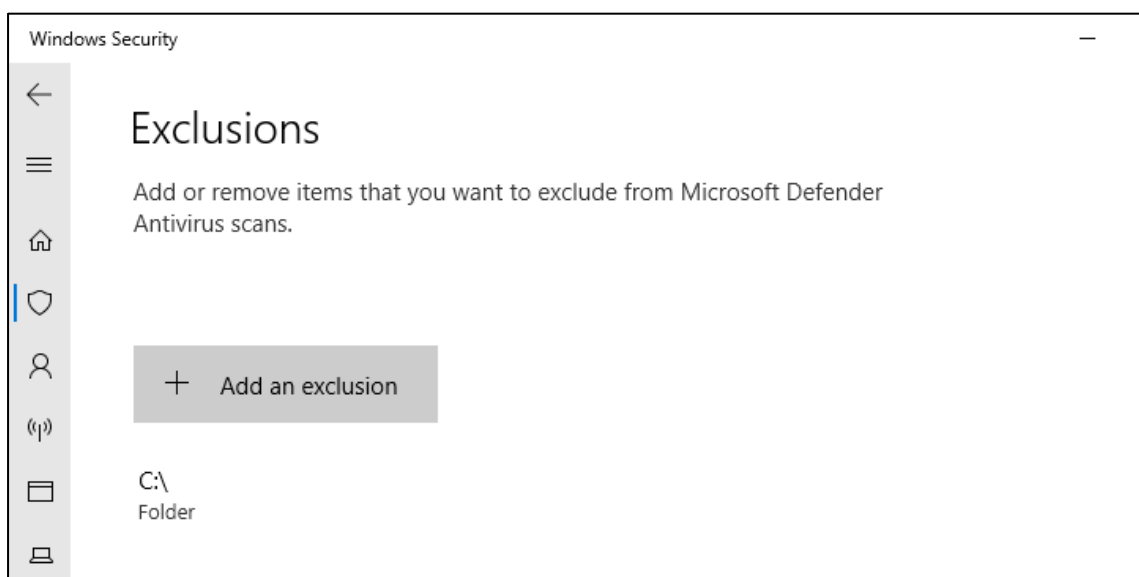 Windows Security
Exclusions
Add or remove items that you want to exclude from Microsoft Defender
Antivirus scans.
Add an exclusion
C:\
Folder